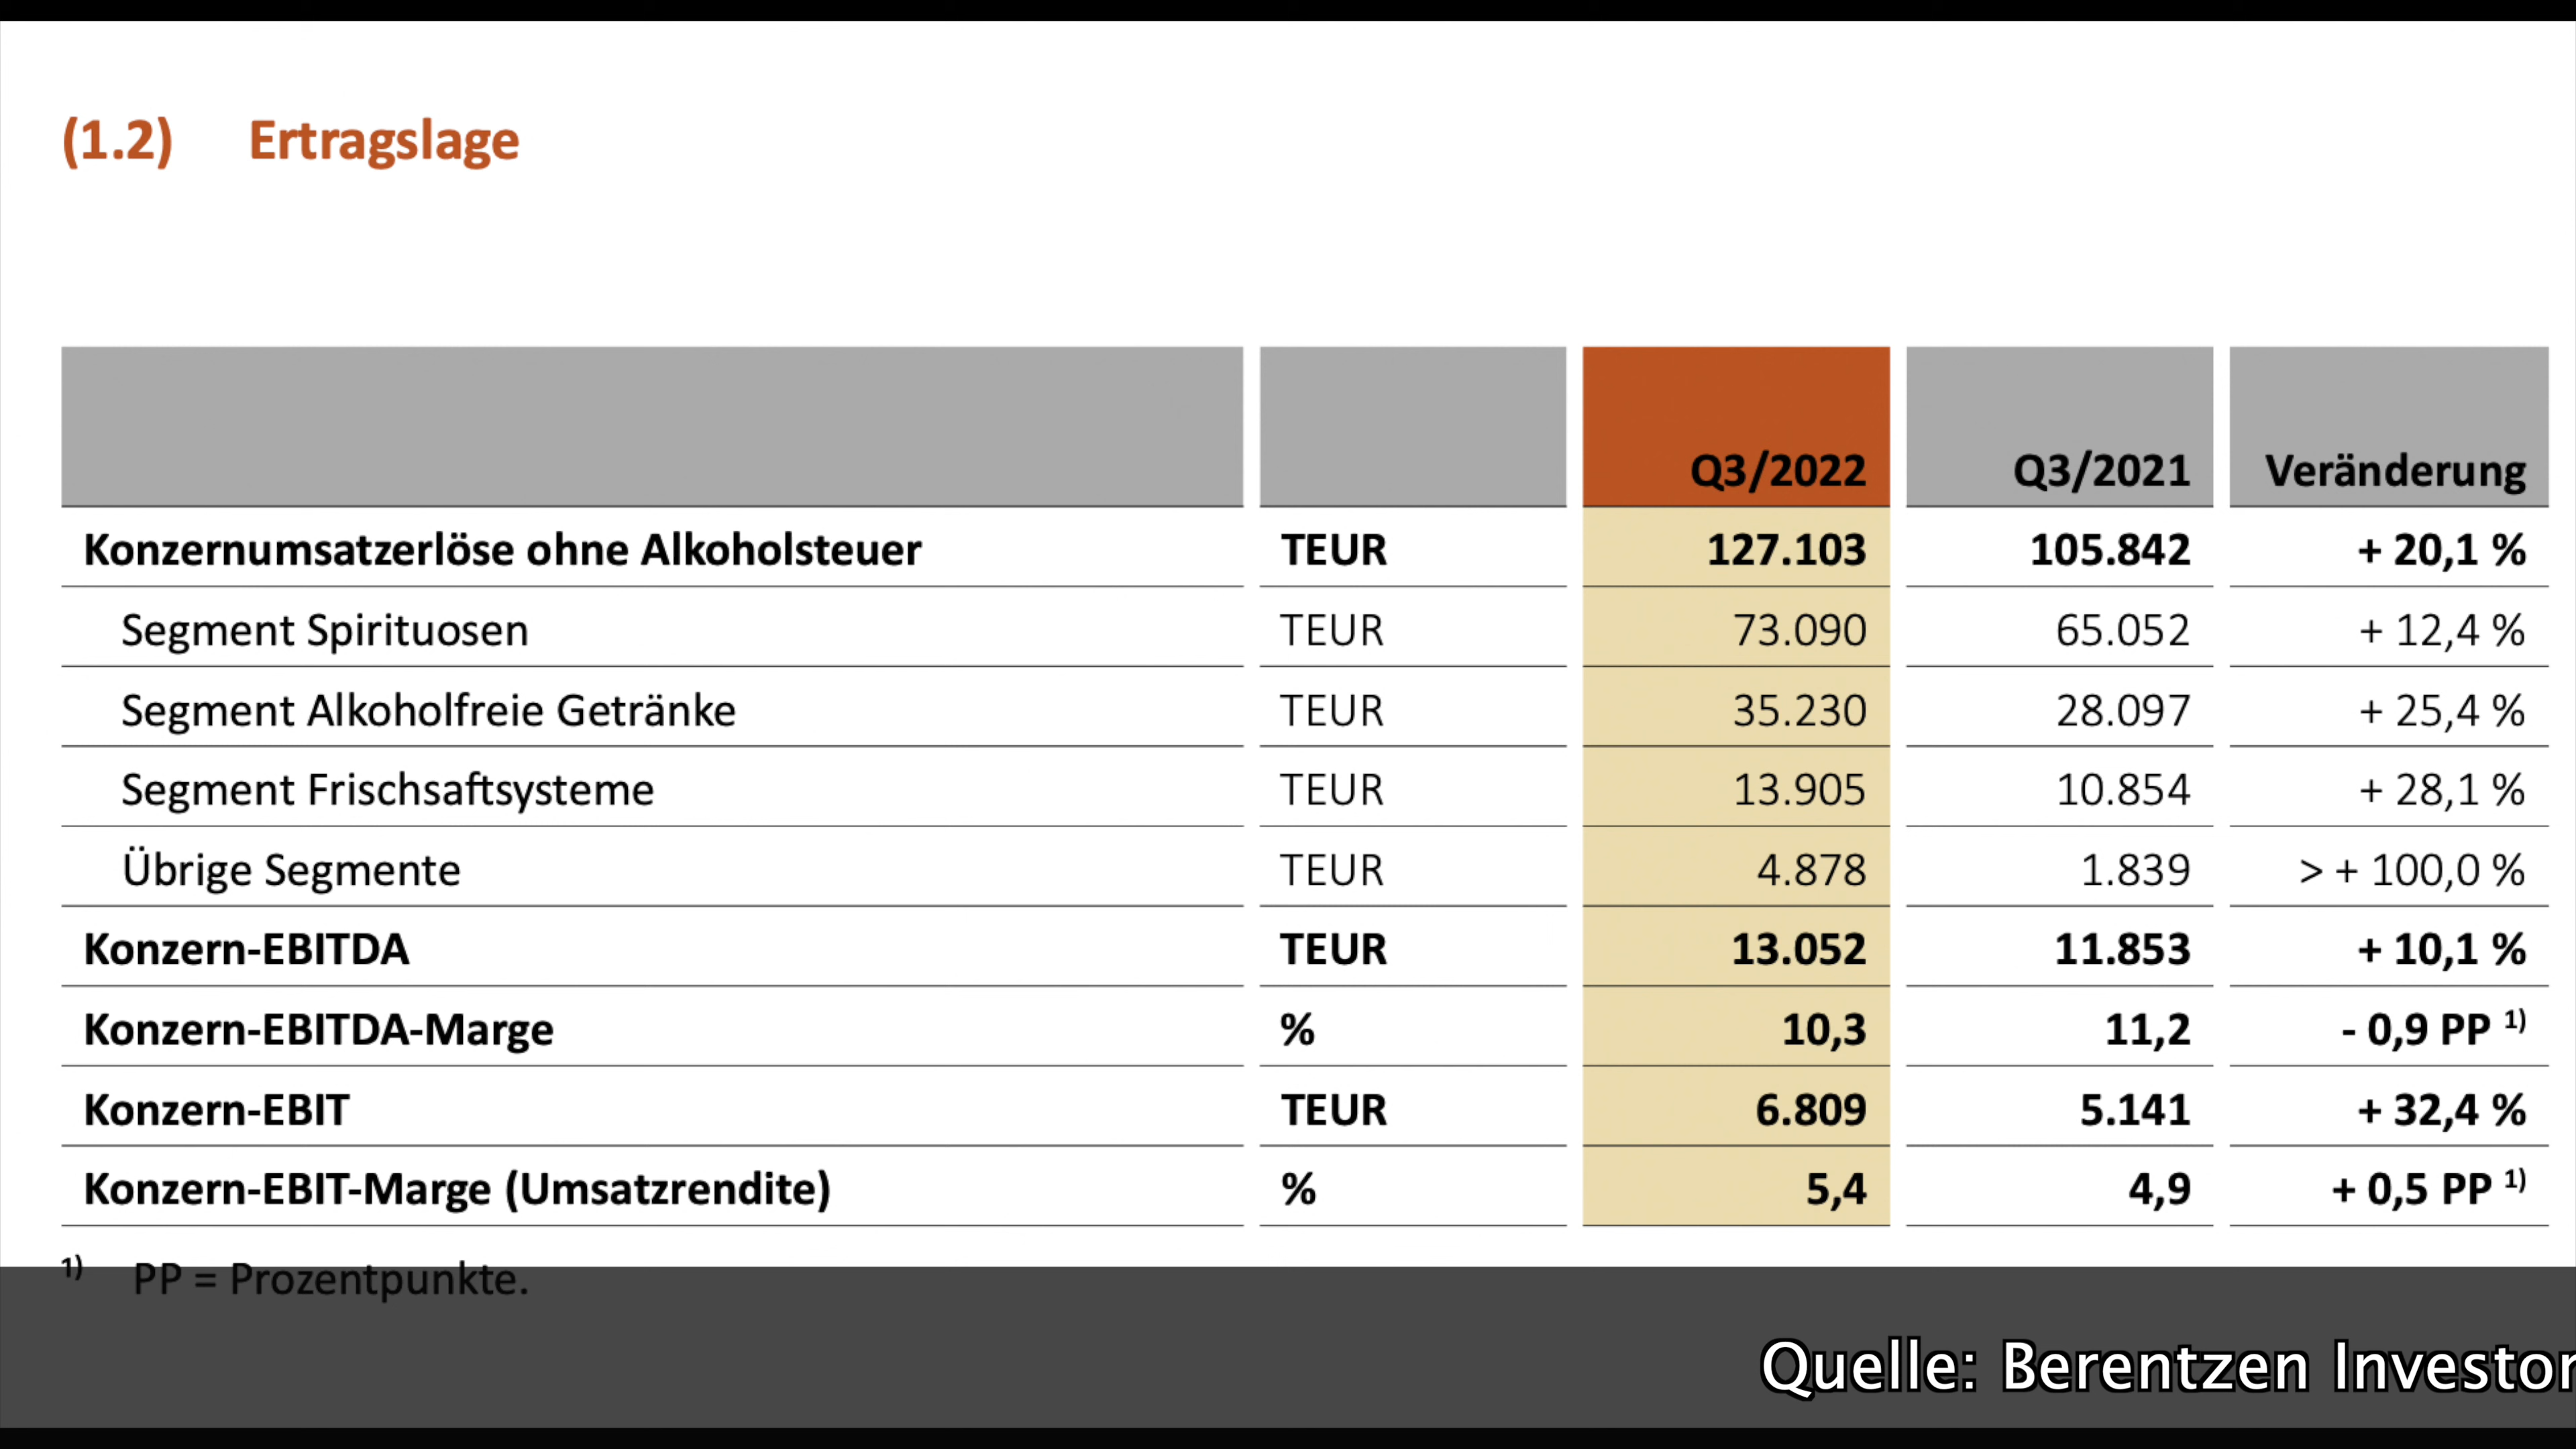 (1.2) Ertragslage
Q3/2022 Q3/2021 Veränderung
Konzernumsatzerlöse ohne Alkoholsteuer TEUR 127.103 105.842 + 20,1 %
Segment Spirituosen TEUR 73.090 65.052 + 12,4 %
Segment Alkoholfreie Getränke TEUR 35.230 28.097 + 25,4 %
Segment Frischsaftsysteme TEUR 13.905 10.854 + 28,1 %
Übrige Segmente TEUR 4.878 1.839 > + 100,0 %
Konzern-EBITDA TEUR 13.052 11.853 + 10,1 %
Konzern-EBITDA-Marge % 10,3 11,2 - 0,9 PP 1)
Konzern-EBIT TEUR 6.809 5.141 + 32,4 %
Konzern-EBIT-Marge (Umsatzrendite) % 5,4 4,9 + 0,5 PP 1)
1) PP = Prozentpunkte.
Quelle: Berentzen Investor